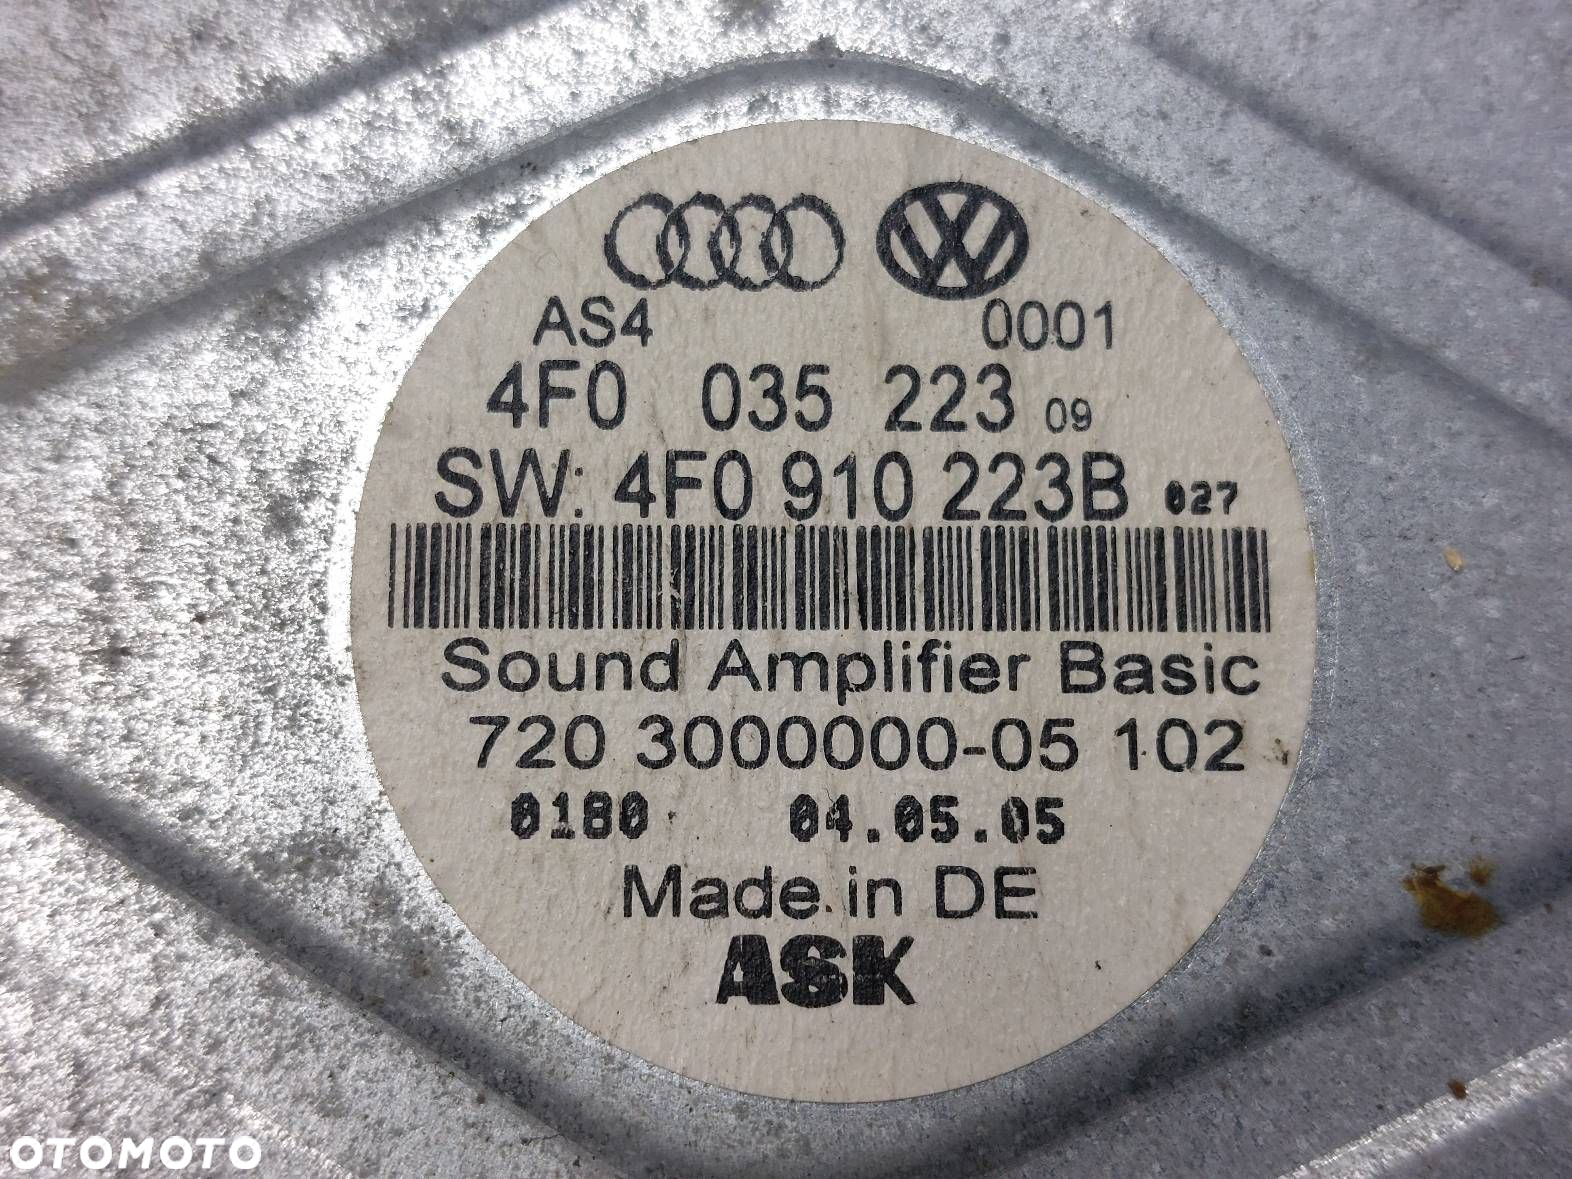 AS4 0001
4F0 035 223 09
SW: 4F0 910 223B 027
Sound Amplifier Basic
720 3000000-05 102
0180 04.05.05
Made in DE
ASK
OTOMOTO